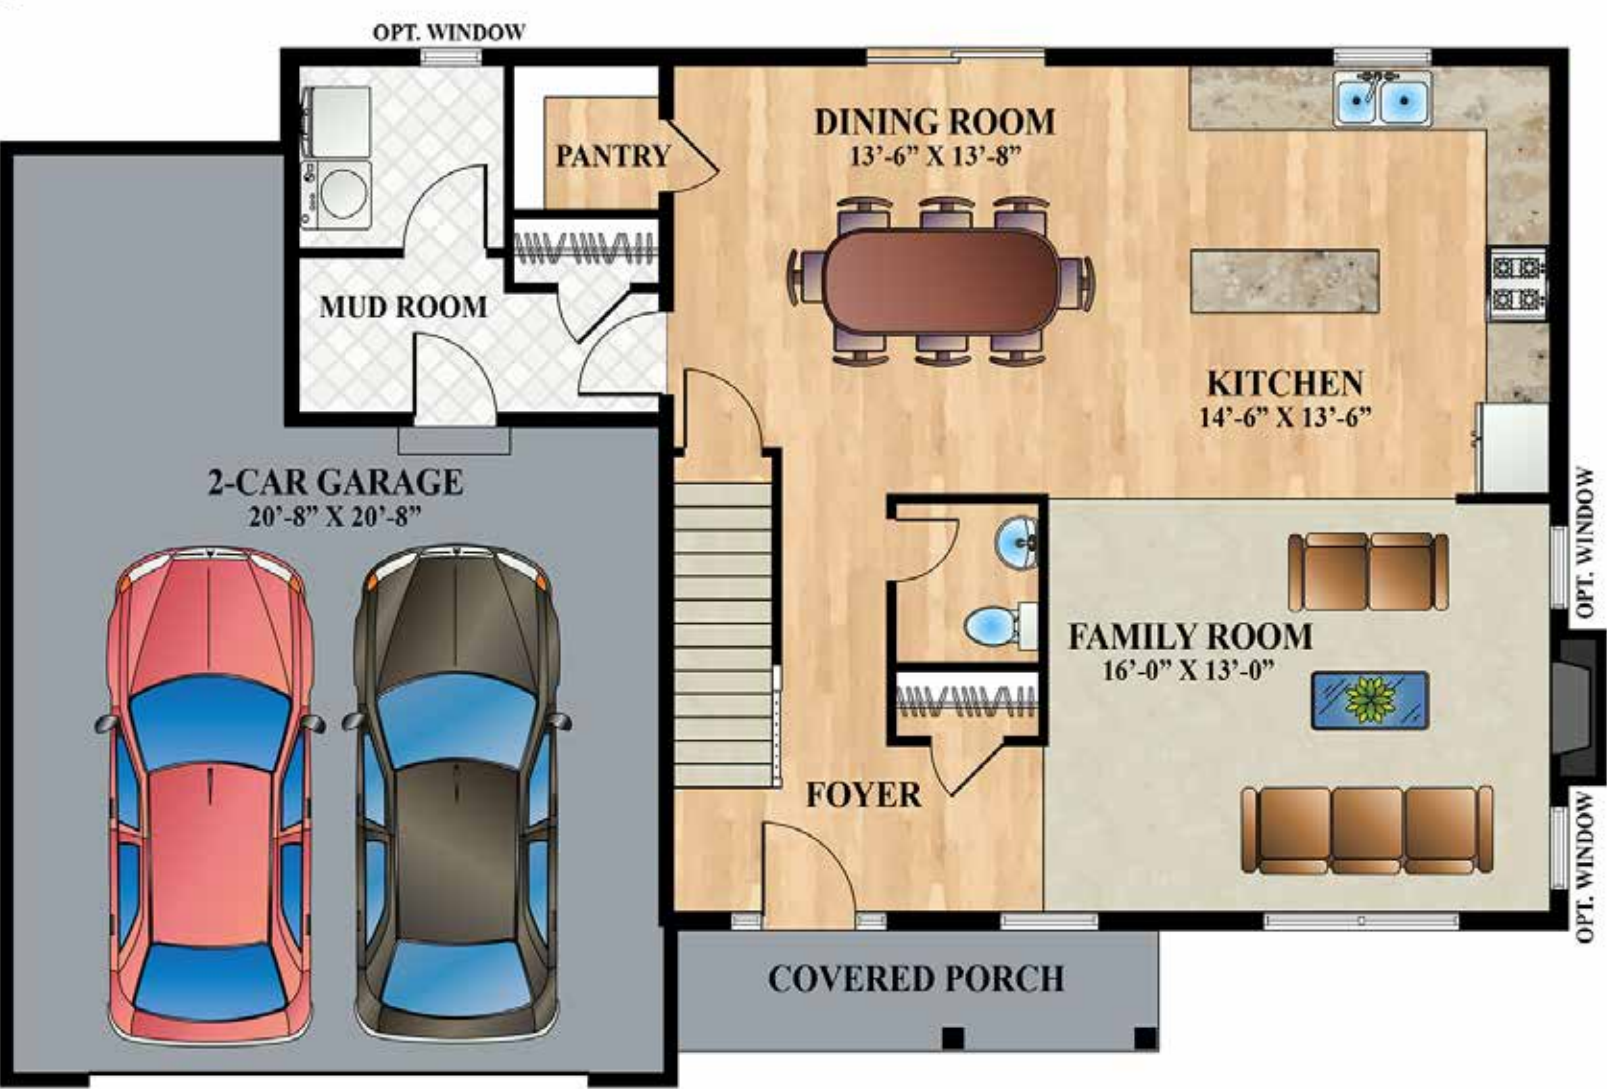 OPT. WINDOW
DINING ROOM
13'-6” X 13'-8”
PANTRY
MUD ROOM
KITCHEN
14'-6” X 13'-6”
2-CAR GARAGE
20'-8” X 20'-8”
OPT. WINDOW
FAMILY ROOM
16'-0” X 13'-0”
FOYER
OPT. WINDOW
COVERED PORCH